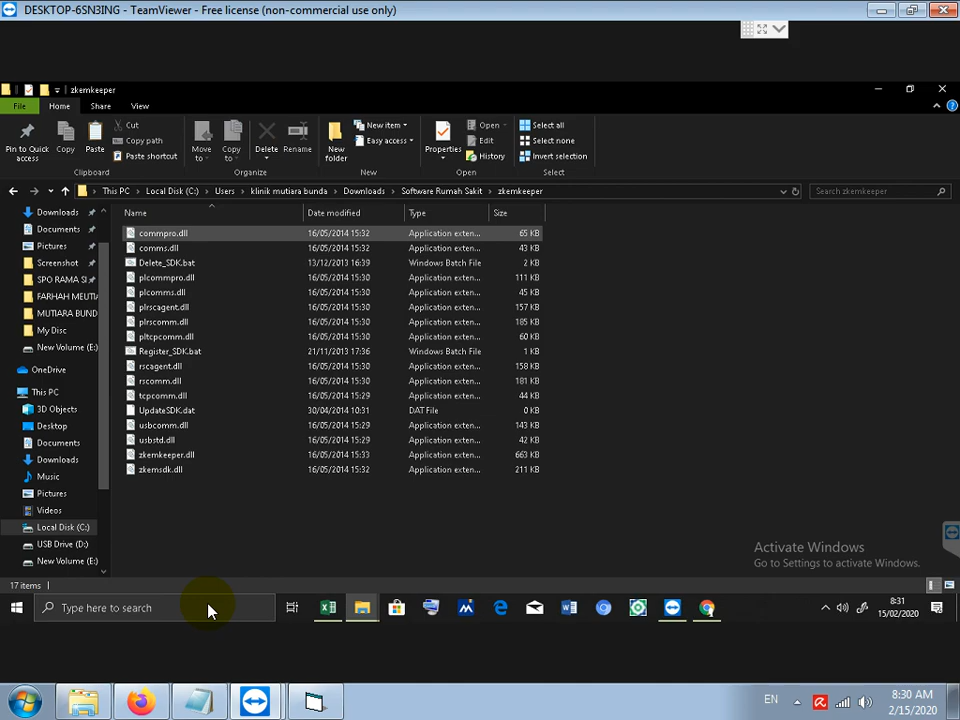 DESKTOP-6SN3ING - TeamViewer - Free license (non-commercial use only)
zkemkeeper
File Home Share View
Pin to Quick access
Copy
Paste
Cut
Copy path
Paste shortcut
Clipboard
Move to
Copy to
Delete
Rename
Organize
New folder
New item
Easy access
New
Properties
Open
Edit
History
Open
Select all
Select none
Invert selection
Select
This PC > Local Disk (C:) > Users > klinik mutiara bunda > Downloads > Software Rumah Sakit > zkemkeeper
Search zkemkeeper
Name Date modified Type Size
commpro.dll 16/05/2014 15:32 Application exten... 65 KB
comms.dll 16/05/2014 15:32 Application exten... 43 KB
Delete_SDK.bat 13/12/2013 16:39 Windows Batch File 2 KB
plcommpro.dll 16/05/2014 15:30 Application exten... 111 KB
plcomms.dll 16/05/2014 15:30 Application exten... 45 KB
plrscagent.dll 16/05/2014 15:30 Application exten... 157 KB
plrscomm.dll 16/05/2014 15:30 Application exten... 185 KB
pltcpcomm.dll 16/05/2014 15:30 Application exten... 60 KB
Register_SDK.bat 21/11/2013 17:36 Windows Batch File 1 KB
rscagent.dll 16/05/2014 15:30 Application exten... 158 KB
rscomm.dll 16/05/2014 15:30 Application exten... 181 KB
tcpcomm.dll 16/05/2014 15:29 Application exten... 44 KB
UpdateSDK.dat 30/04/2014 10:31 DAT File 0 KB
usbcomm.dll 16/05/2014 15:29 Application exten... 143 KB
usbstd.dll 16/05/2014 15:29 Application exten... 42 KB
zkemkeeper.dll 16/05/2014 15:33 Application exten... 663 KB
zkemsdk.dll 16/05/2014 15:32 Application exten... 211 KB
Downloads
Documents
Pictures
Screenshot
SPO RAMA SI
FARHAH MEUTI
MUTIARA BUND
My Disc
New Volume (E:)
OneDrive
This PC
3D Objects
Desktop
Documents
Downloads
Music
Pictures
Videos
Local Disk (C:)
USB Drive (D:)
New Volume (E:)
Activate Windows
Go to Settings to activate Windows.
17 items
Type here to search
8:31
15/02/2020
EN
8:30 AM
2/15/2020